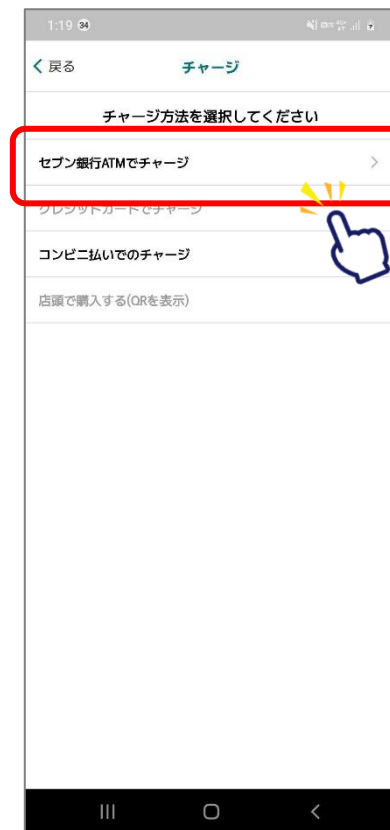 1:19 34
戻る
チャージ
チャージ方法を選択してください
セブン銀行ATMでチャージ
クレジットカードでチャージ
コンビニ払いでのチャージ
店頭で購入する(QRを表示)